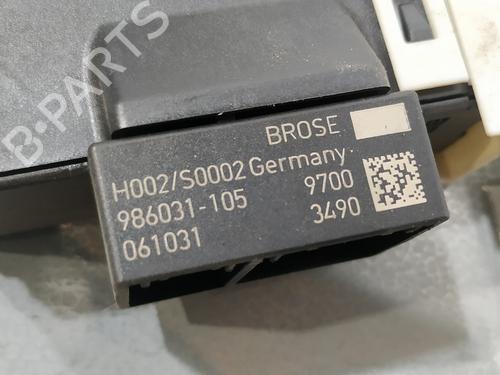 B-PARTS
BROSE
H002/S0002 Germany
986031-105 9700
061031 3490